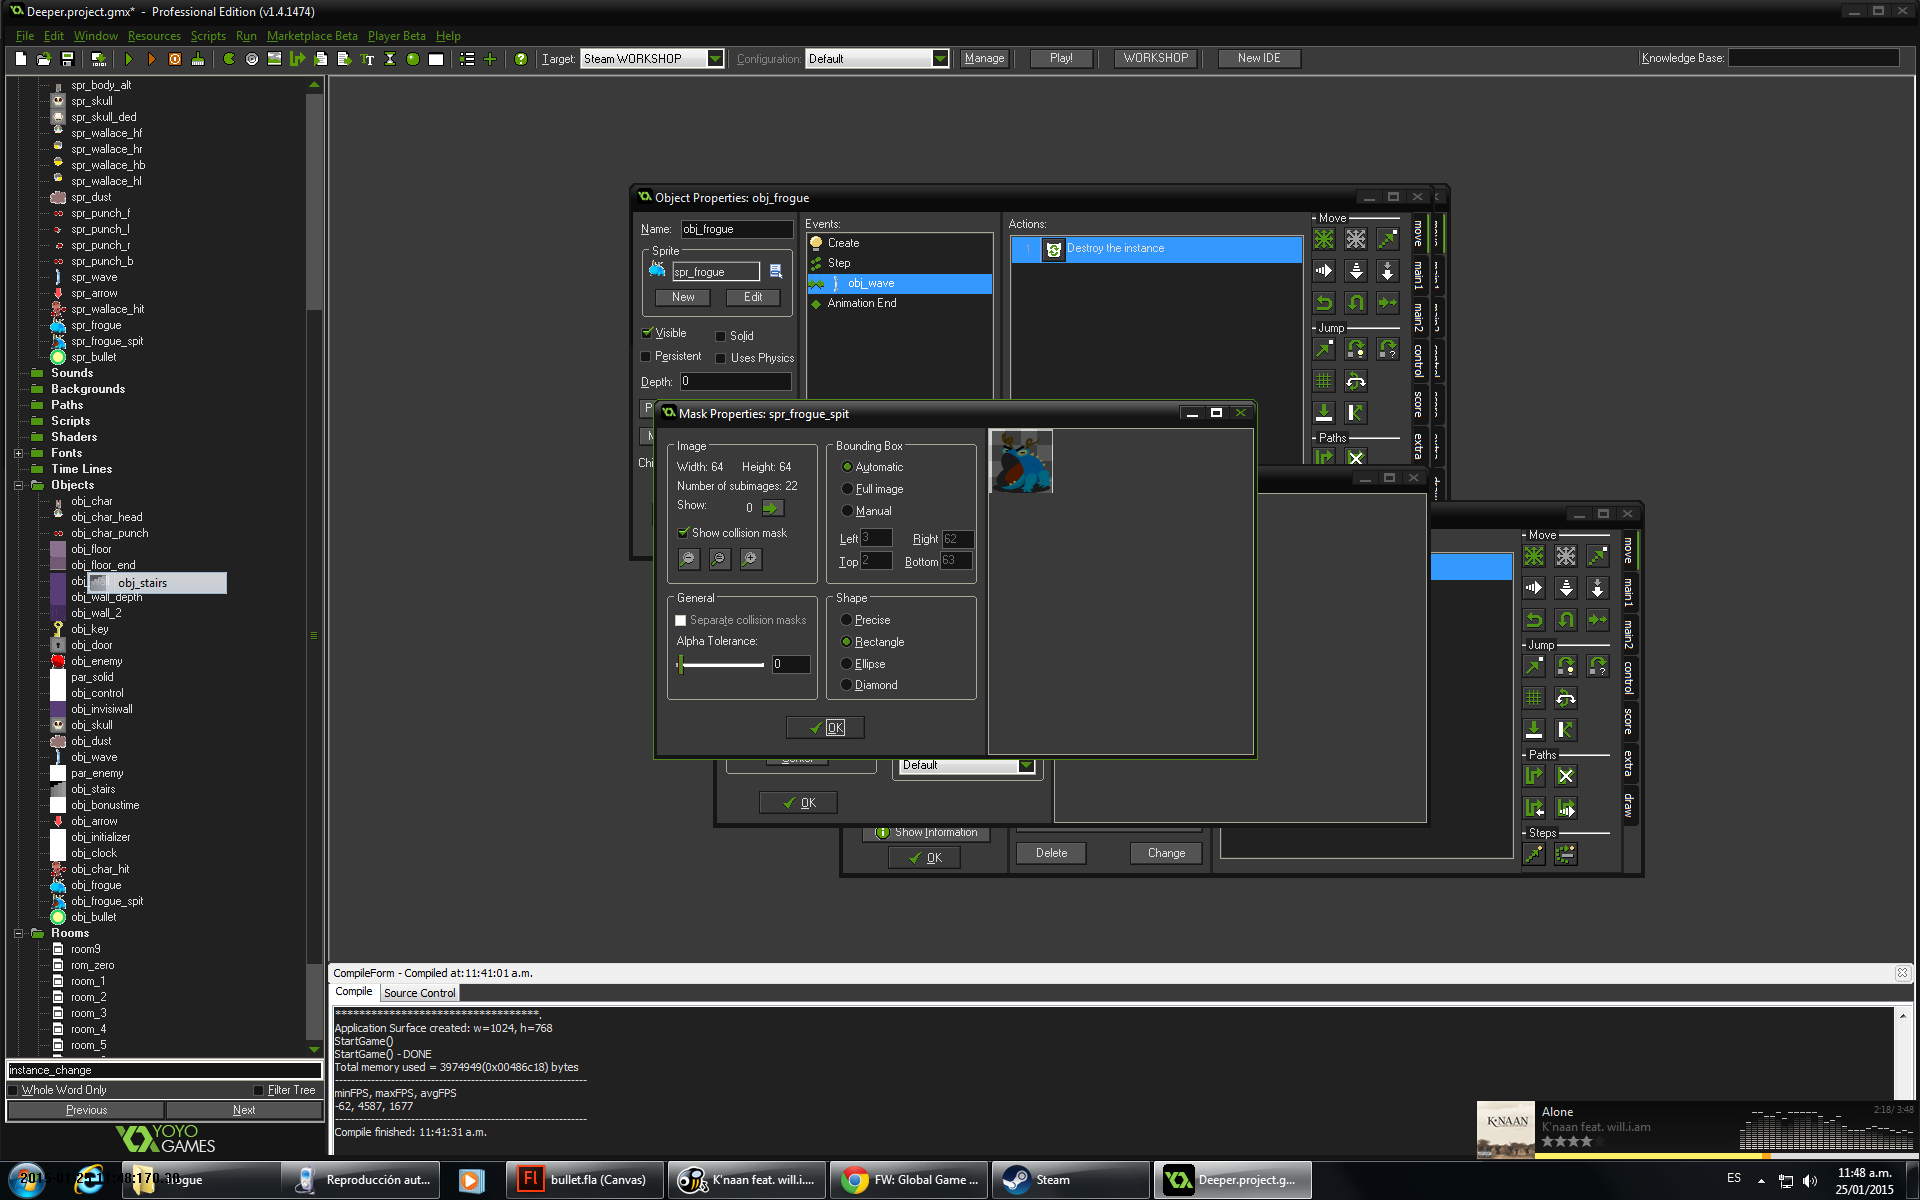 Deeper.project.gmx* - Professional Edition (v1.4.1474)
File Edit Window Resources Scripts Run Marketplace Beta Player Beta Help
Target: Steam WORKSHOP Configuration: Default Manage Play! WORKSHOP New IDE Knowledge Base:
spr_body_alt
spr_skull
spr_skull_ded
spr_wallace_hf
spr_wallace_hr
spr_wallace_hb
spr_wallace_hl
spr_dust
spr_punch_f
spr_punch_l
spr_punch_r
spr_punch_b
spr_wave
spr_arrow
spr_wallace_hit
spr_frogue
spr_frogue_spit
spr_bullet
Sounds
Backgrounds
Paths
Scripts
Shaders
Fonts
Time Lines
Objects
obj_char
obj_char_head
obj_char_punch
obj_floor
obj_floor_end
obj_stairs
obj_wall_depth
obj_wall_2
obj_key
obj_door
obj_enemy
par_solid
obj_control
obj_invisiwall
obj_skull
obj_dust
obj_wave
par_enemy
obj_stairs
obj_bonustime
obj_arrow
obj_initializer
obj_clock
obj_char_hit
obj_frogue
obj_frogue_spit
obj_bullet
Rooms
room9
rom_zero
room_1
room_2
room_3
room_4
room_5
instance_change
Whole Word Only Filter Tree
Previous Next
YOYO
GAMES
Object Properties: obj_frogue
Name: obj_frogue
Sprite
spr_frogue
New Edit
Visible Solid
Persistent Uses Physics
Depth: 0
Events:
Create
Step
obj_wave
Animation End
Actions:
1 Destroy the instance
Move
Jump
Paths
move
main1
main2
control
score
extra
Mask Properties: spr_frogue_spit
Image
Width: 64 Height: 64
Number of subimages: 22
Show: 0
Show collision mask
General
Separate collision masks
Alpha Tolerance:
0
Bounding Box
Automatic
Full image
Manual
Left 3 Right 62
Top 2 Bottom 63
Shape
Precise
Rectangle
Ellipse
Diamond
OK
Default
OK
Show Information
OK
Delete Change
Move
Jump
Paths
Steps
move
main1
main2
control
score
extra
draw
CompileForm - Compiled at:11:41:01 a.m.
Compile Source Control
Application Surface created: w=1024, h=768
StartGame()
StartGame() - DONE
Total memory used = 3974949(0x00486c18) bytes
minFPS, maxFPS, avgFPS
-62, 4587, 1677
Compile finished: 11:41:31 a.m.
K'NAAN
Alone
K'naan feat. will.i.am
2:18/ 3:48
Reproducción aut...
bullet.fla (Canvas)
K'naan feat. will.i....
FW: Global Game ...
Steam
Deeper.project.g...
ES
11:48 a.m.
25/01/2015